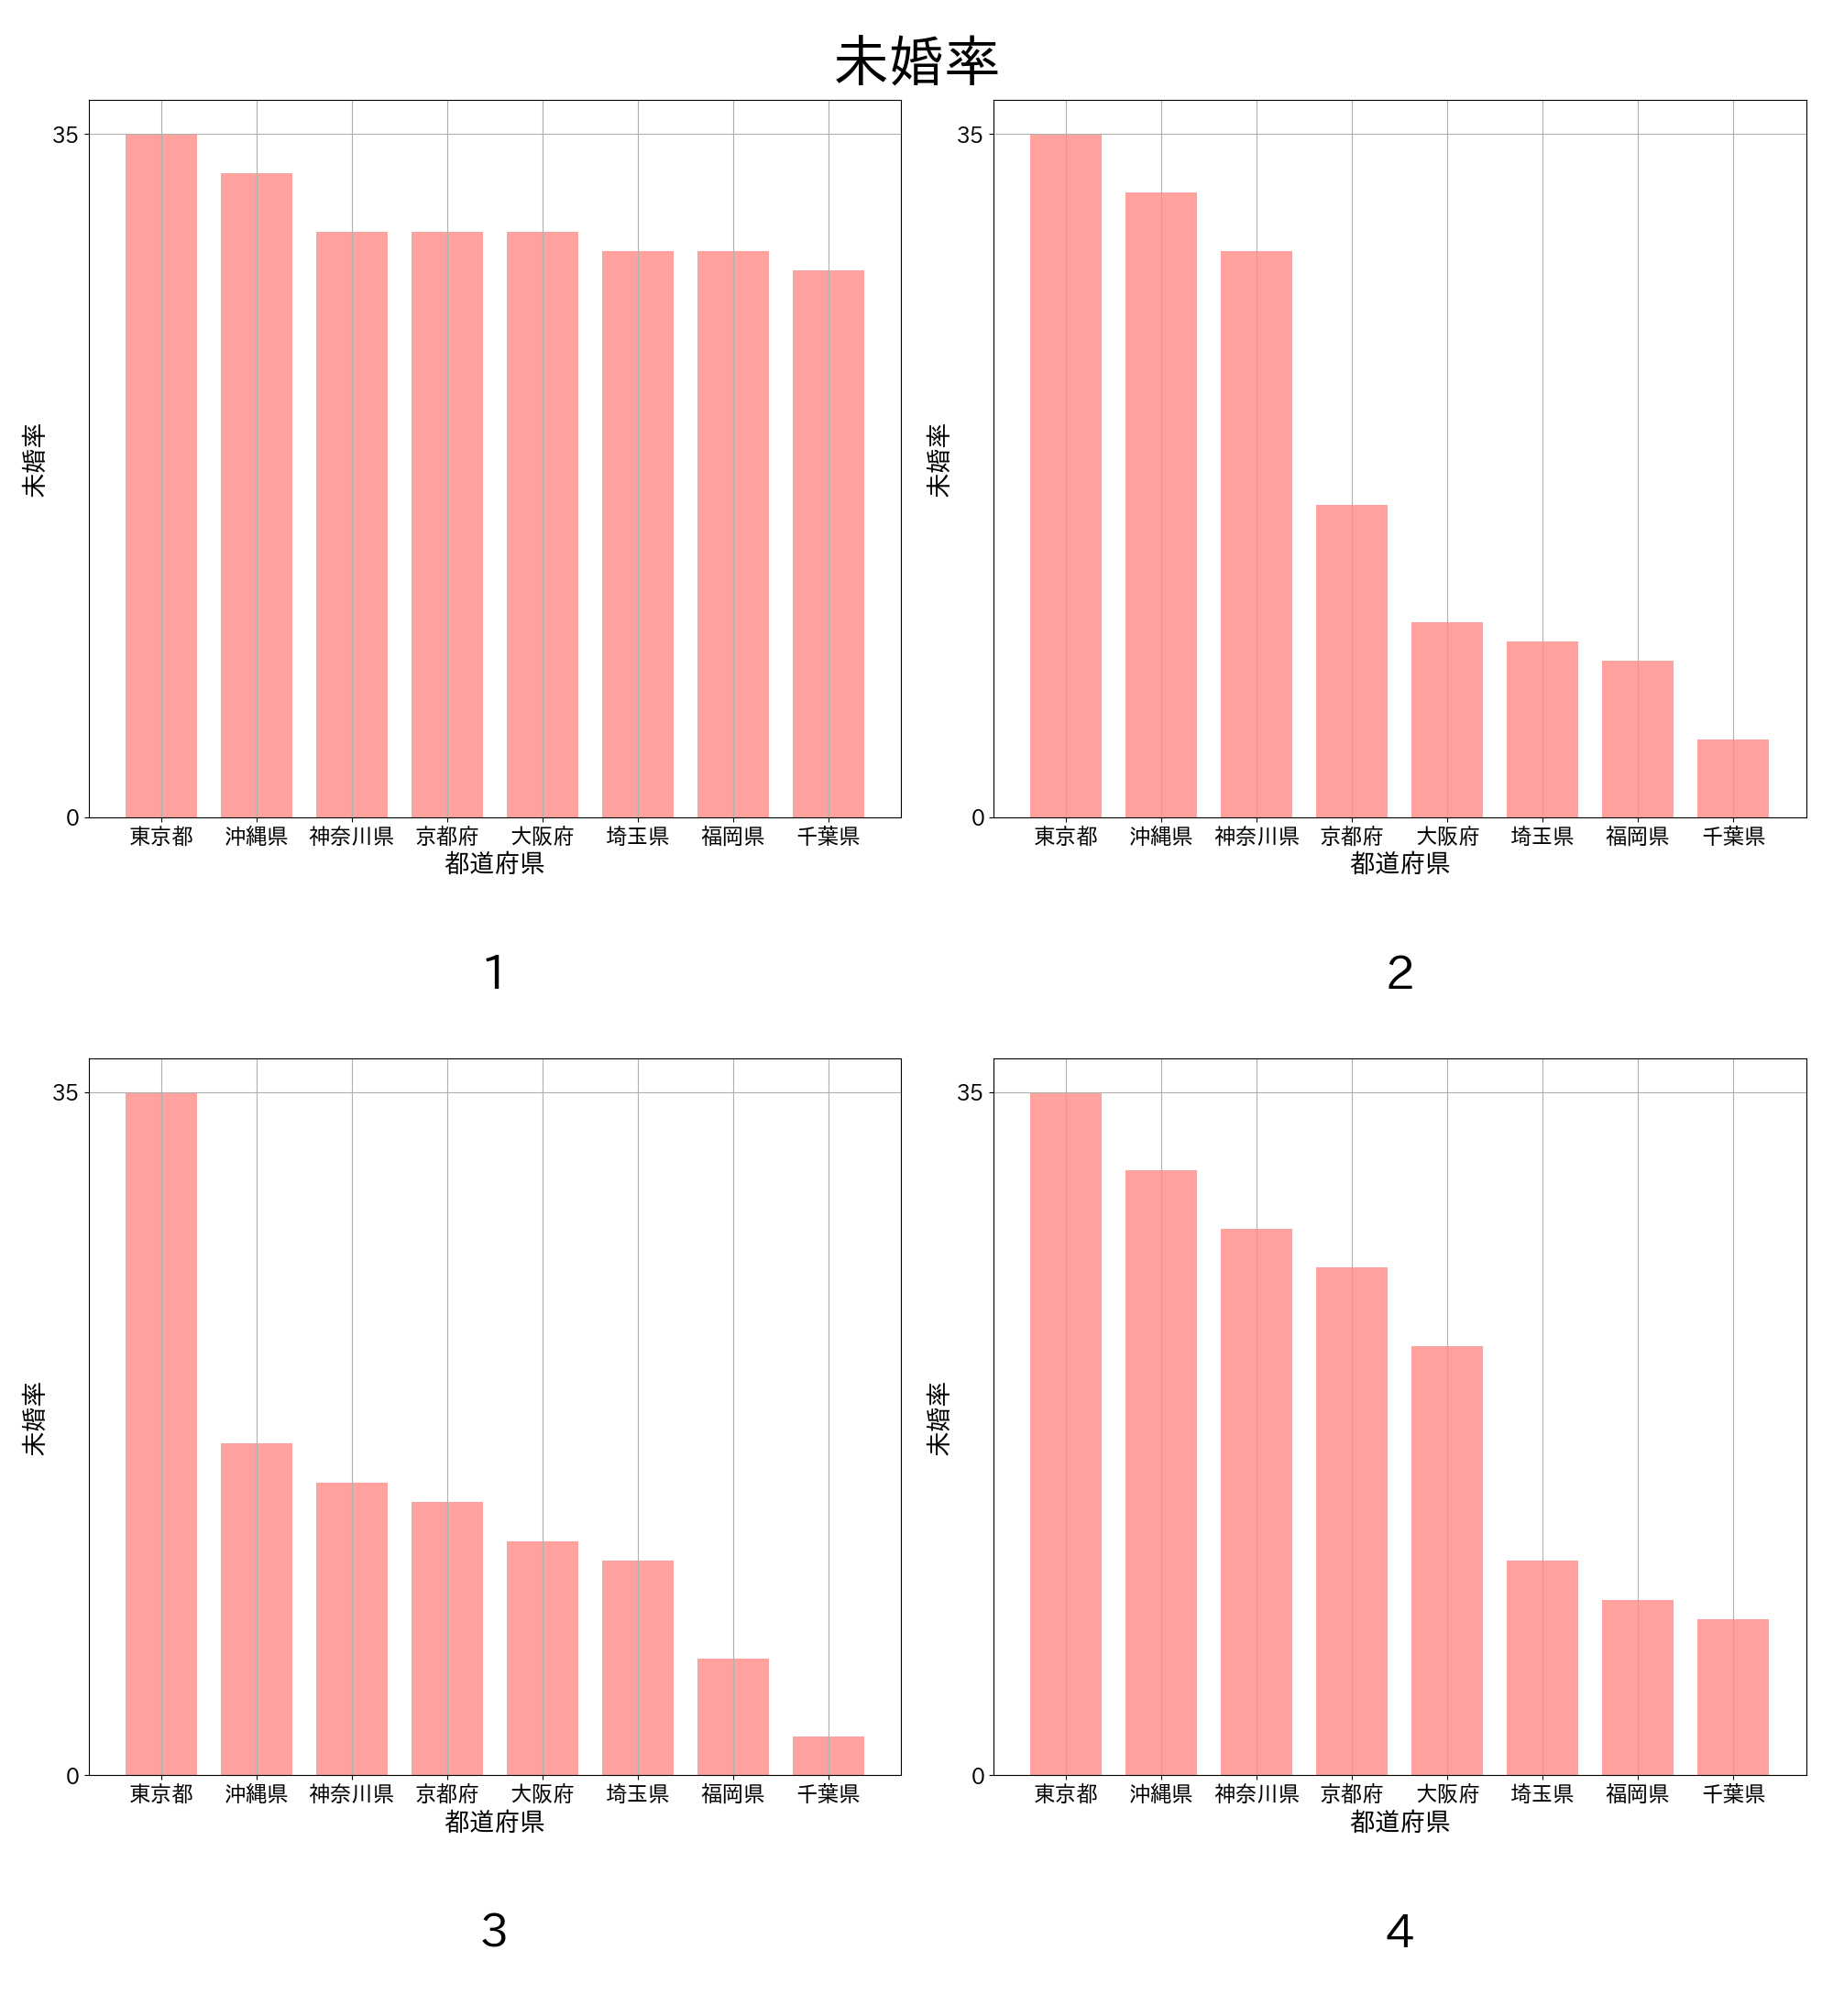 未婚率
35
0
未婚率
東京都 沖縄県 神奈川県 京都府 大阪府 埼玉県 福岡県 千葉県
都道府県
1
35
0
未婚率
東京都 沖縄県 神奈川県 京都府 大阪府 埼玉県 福岡県 千葉県
都道府県
2
35
0
未婚率
東京都 沖縄県 神奈川県 京都府 大阪府 埼玉県 福岡県 千葉県
都道府県
3
35
0
未婚率
東京都 沖縄県 神奈川県 京都府 大阪府 埼玉県 福岡県 千葉県
都道府県
4